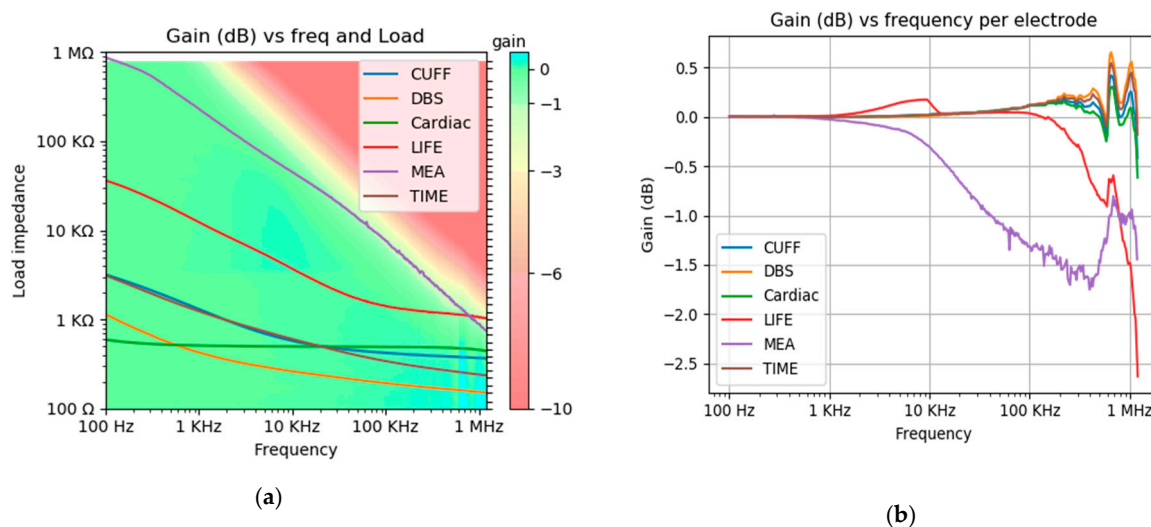 Gain (dB) vs freq and Load
gain
1 MΩ
100 KΩ
10 KΩ
1 KΩ
100 Ω
Load impedance
CUFF
DBS
Cardiac
LIFE
MEA
TIME
0
−1
−3
−6
−10
100 Hz
1 KHz
10 KHz
100 KHz
1 MHz
Frequency
(a)
Gain (dB) vs frequency per electrode
0.5
0.0
−0.5
−1.0
−1.5
−2.0
−2.5
Gain (dB)
CUFF
DBS
Cardiac
LIFE
MEA
TIME
100 Hz
1 KHz
10 KHz
100 KHz
1 MHz
Frequency
(b)